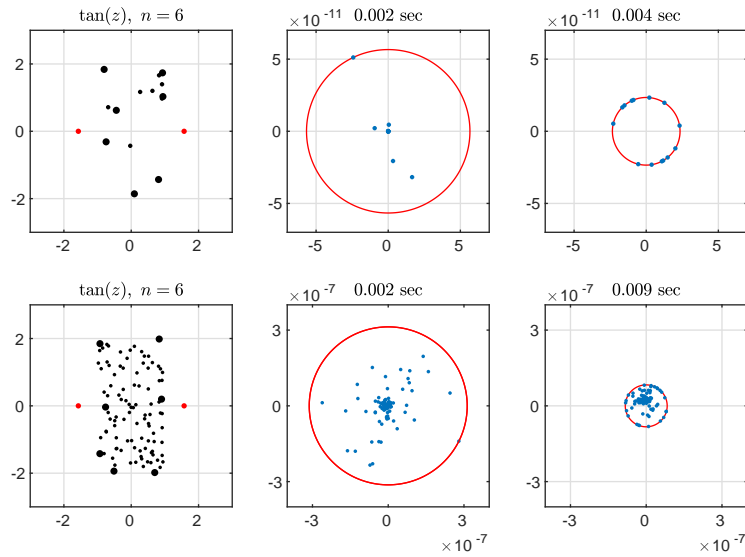 tan(z), n = 6
×10^-11 0.002 sec
×10^-11 0.004 sec
2
0
-2
5
0
-5
5
0
-5
-2 0 2
-5 0 5
-5 0 5
tan(z), n = 6
×10^-7 0.002 sec
×10^-7 0.009 sec
2
0
-2
3
0
-3
3
0
-3
-2 0 2
-3 0 3
-3 0 3
×10^-7
×10^-7